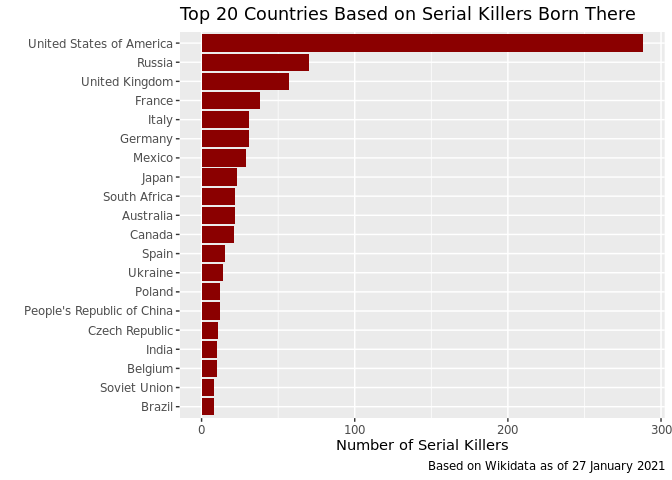 Top 20 Countries Based on Serial Killers Born There
United States of America
Russia
United Kingdom
France
Italy
Germany
Mexico
Japan
South Africa
Australia
Canada
Spain
Ukraine
Poland
People's Republic of China
Czech Republic
India
Belgium
Soviet Union
Brazil
0 100 200 300
Number of Serial Killers
Based on Wikidata as of 27 January 2021